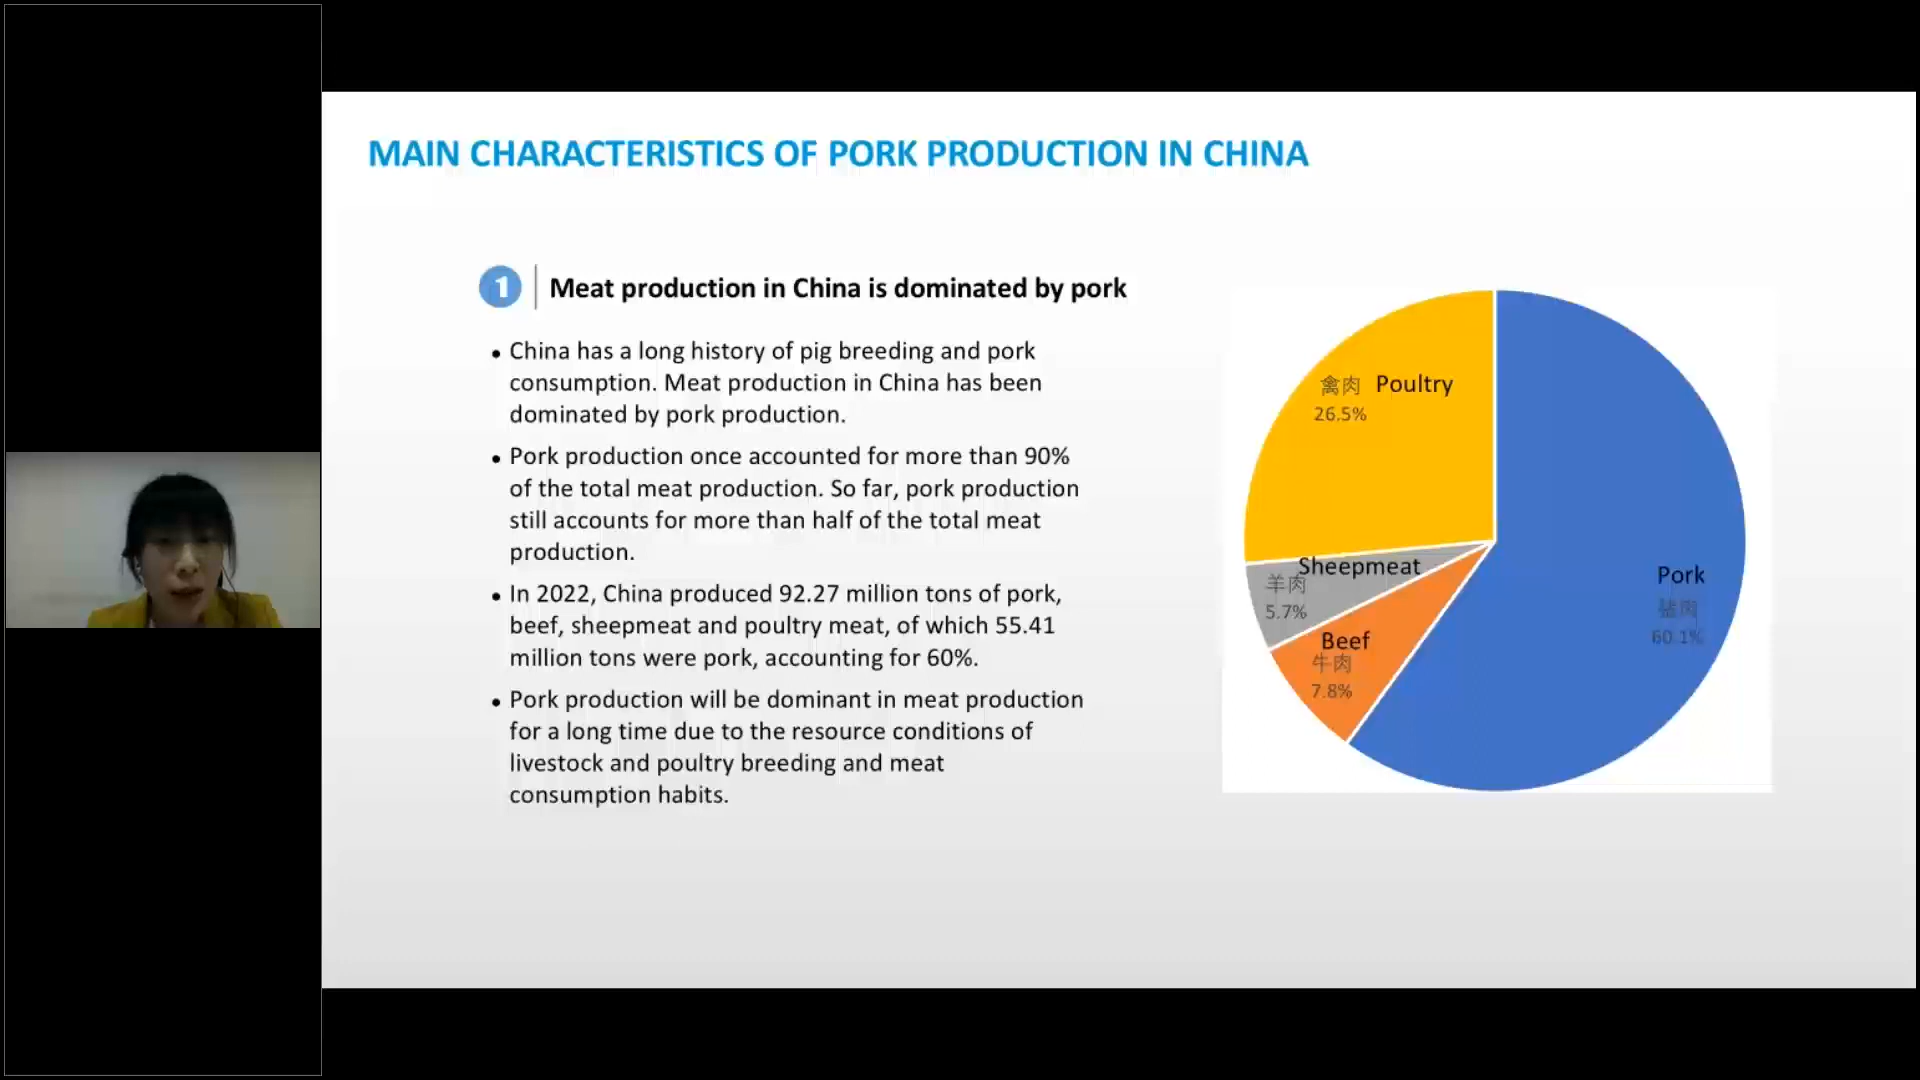 MAIN CHARACTERISTICS OF PORK PRODUCTION IN CHINA
1
Meat production in China is dominated by pork
• China has a long history of pig breeding and pork
consumption. Meat production in China has been
dominated by pork production.
• Pork production once accounted for more than 90%
of the total meat production. So far, pork production
still accounts for more than half of the total meat
production.
• In 2022, China produced 92.27 million tons of pork,
beef, sheepmeat and poultry meat, of which 55.41
million tons were pork, accounting for 60%.
• Pork production will be dominant in meat production
for a long time due to the resource conditions of
livestock and poultry breeding and meat
consumption habits.
禽肉 Poultry
26.5%
Sheepmeat
羊肉
5.7%
Beef
牛肉
7.8%
Pork
猪肉
60.1%